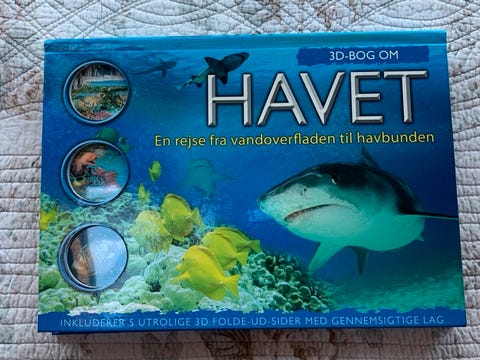 3D-BOG OM
HAVET
En rejse fra vandoverfladen til havbunden
INKLUDERER 5 UTROLIGE 3D FOLDE-UD-SIDER MED GENNEMSIGTIGE LAG